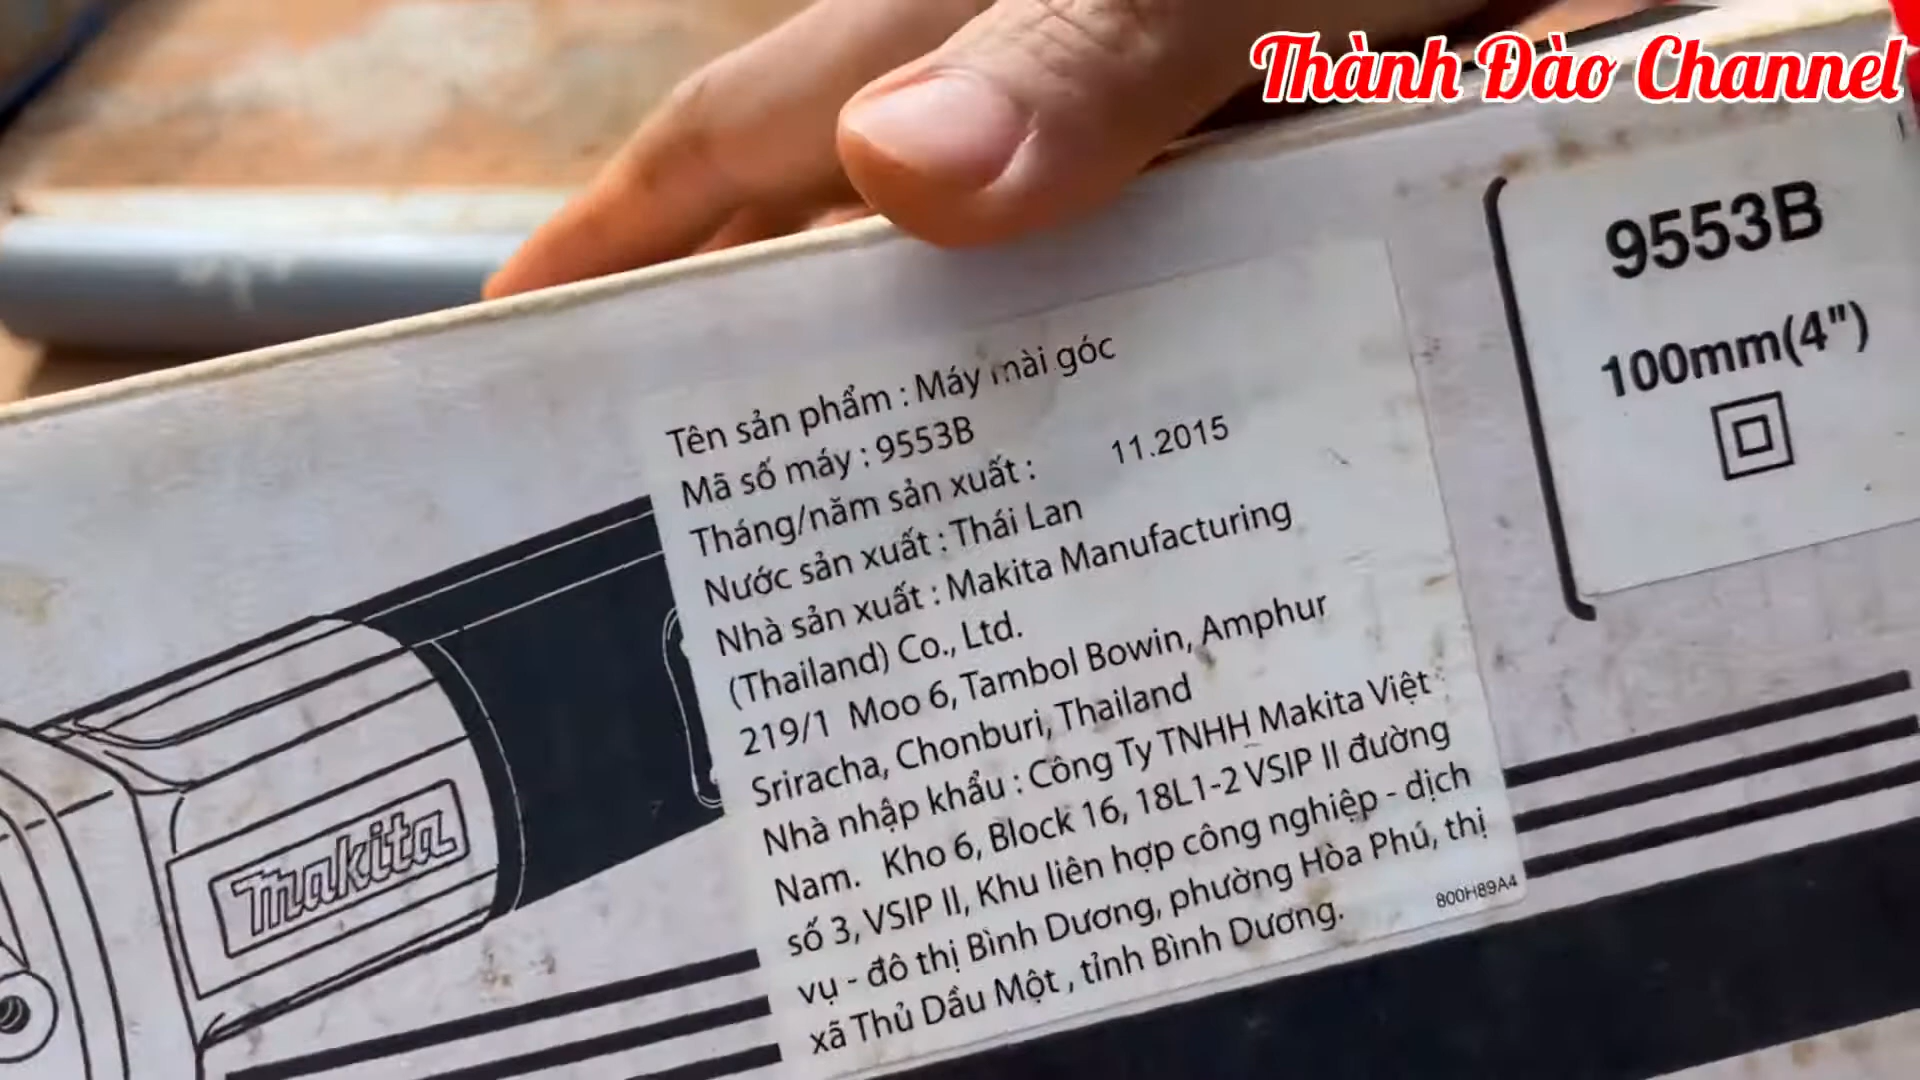 Thành Đào Channel
9553B
100mm(4")
Tên sản phẩm : Máy mài góc
Mã số máy : 9553B
Tháng/năm sản xuất : 11.2015
Nước sản xuất : Thái Lan
Nhà sản xuất : Makita Manufacturing
(Thailand) Co., Ltd.
219/1 Moo 6, Tambol Bowin, Amphur
Sriracha, Chonburi, Thailand
Nhà nhập khẩu : Công Ty TNHH Makita Việt
Nam. Kho 6, Block 16, 18L1-2 VSIP II đường
số 3, VSIP II, Khu liên hợp công nghiệp - dịch
vụ - đô thị Bình Dương, phường Hòa Phú, thị
xã Thủ Dầu Một , tỉnh Bình Dương.
800H89A4
makita